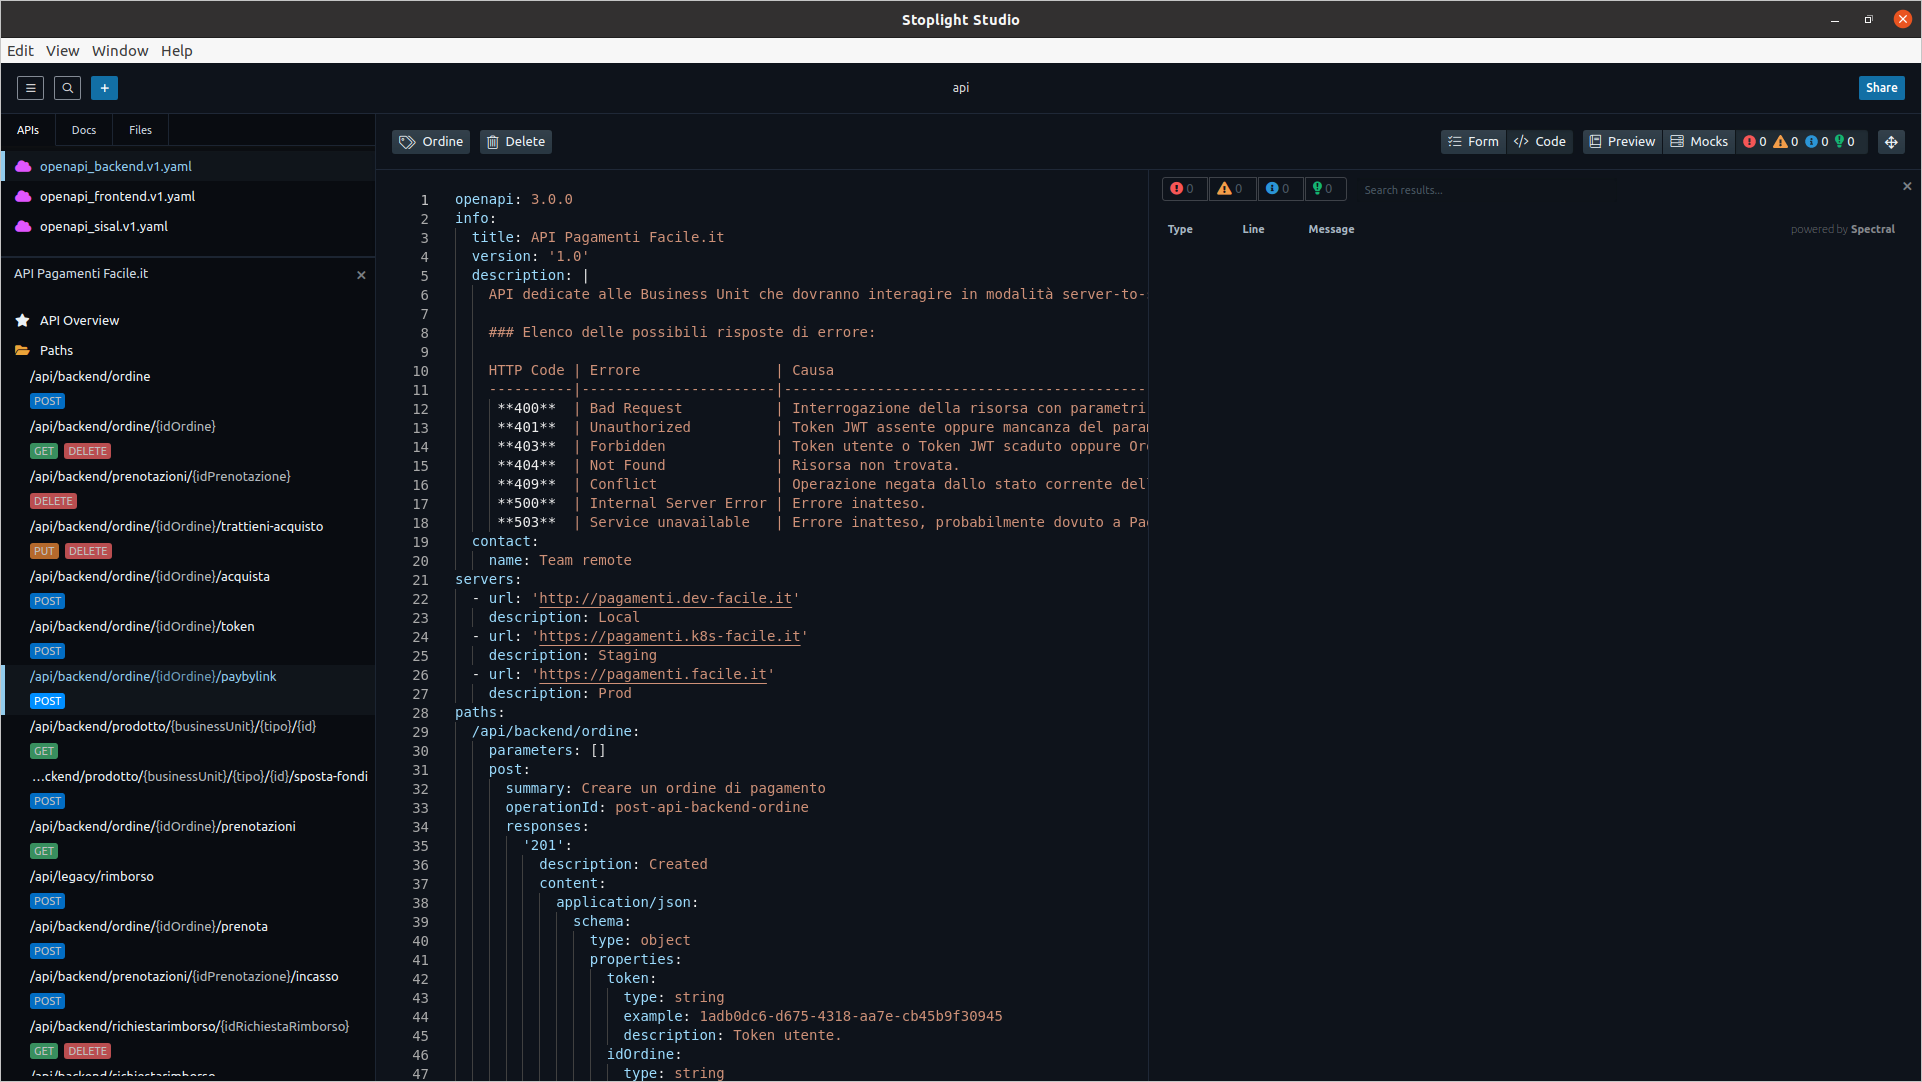 Stoplight Studio
Edit View Window Help
api
Share
APIs Docs Files
openapi_backend.v1.yaml
openapi_frontend.v1.yaml
openapi_sisal.v1.yaml
API Pagamenti Facile.it
API Overview
Paths
/api/backend/ordine
POST
/api/backend/ordine/{idOrdine}
GET DELETE
/api/backend/prenotazioni/{idPrenotazione}
DELETE
/api/backend/ordine/{idOrdine}/trattieni-acquisto
PUT DELETE
/api/backend/ordine/{idOrdine}/acquista
POST
/api/backend/ordine/{idOrdine}/token
POST
/api/backend/ordine/{idOrdine}/paybylink
POST
/api/backend/prodotto/{businessUnit}/{tipo}/{id}
GET
...ckend/prodotto/{businessUnit}/{tipo}/{id}/sposta-fondi
POST
/api/backend/ordine/{idOrdine}/prenotazioni
GET
/api/legacy/rimborso
POST
/api/backend/ordine/{idOrdine}/prenota
POST
/api/backend/prenotazioni/{idPrenotazione}/incasso
POST
/api/backend/richiestarimborso/{idRichiestaRimborso}
GET DELETE
/api/backend/richiestarimborso
Ordine Delete
Form Code Preview Mocks 0 0 0 0
1 openapi: 3.0.0
2 info:
3 title: API Pagamenti Facile.it
4 version: '1.0'
5 description: |
6 API dedicate alle Business Unit che dovranno interagire in modalità server-to-
7
8 ### Elenco delle possibili risposte di errore:
9
10 HTTP Code | Errore | Causa
11 ----------|-----------------------|-------------------------------------------
12 **400** | Bad Request | Interrogazione della risorsa con parametri
13 **401** | Unauthorized | Token JWT assente oppure mancanza del para
14 **403** | Forbidden | Token utente o Token JWT scaduto oppure Or
15 **404** | Not Found | Risorsa non trovata.
16 **409** | Conflict | Operazione negata dallo stato corrente del
17 **500** | Internal Server Error | Errore inatteso.
18 **503** | Service unavailable | Errore inatteso, probabilmente dovuto a Pa
19 contact:
20 name: Team remote
21 servers:
22 - url: 'http://pagamenti.dev-facile.it'
23 description: Local
24 - url: 'https://pagamenti.k8s-facile.it'
25 description: Staging
26 - url: 'https://pagamenti.facile.it'
27 description: Prod
28 paths:
29 /api/backend/ordine:
30 parameters: []
31 post:
32 summary: Creare un ordine di pagamento
33 operationId: post-api-backend-ordine
34 responses:
35 '201':
36 description: Created
37 content:
38 application/json:
39 schema:
40 type: object
41 properties:
42 token:
43 type: string
44 example: 1adb0dc6-d675-4318-aa7e-cb45b9f30945
45 description: Token utente.
46 idOrdine:
47 type: string
0 0 0 0 Search results...
Type Line Message powered by Spectral